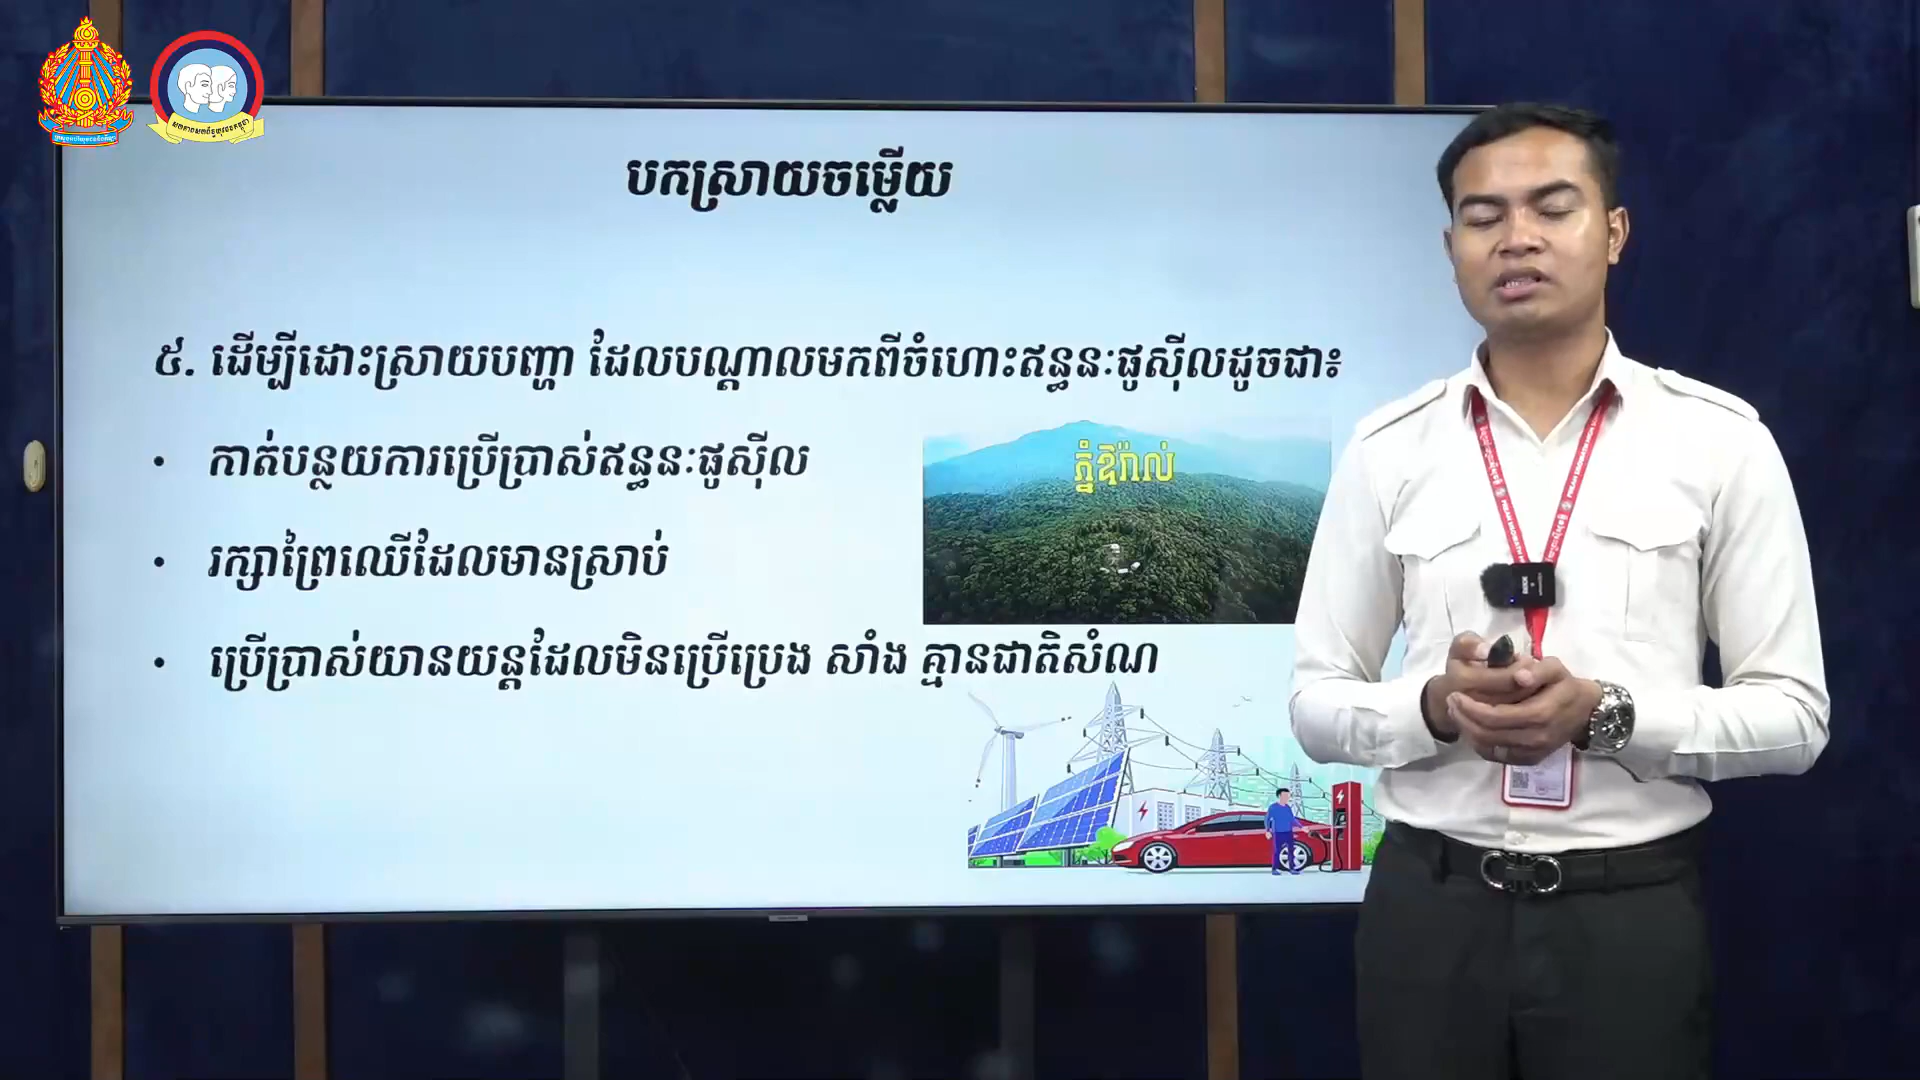 បកស្រាយចម្លើយ
៥. ដើម្បីដោះស្រាយបញ្ហា ដែលបណ្តាលមកពីចំហេះឥន្ធនៈផូស៊ីលដូចជា៖
• កាត់បន្ថយការប្រើប្រាស់ឥន្ធនៈផូស៊ីល
ភ្នំឱរ៉ាល់
• រក្សាព្រៃឈើដែលមានស្រាប់
• ប្រើប្រាស់យានយន្តដែលមិនប្រើប្រេង សាំង គ្មានជាតិសំណ